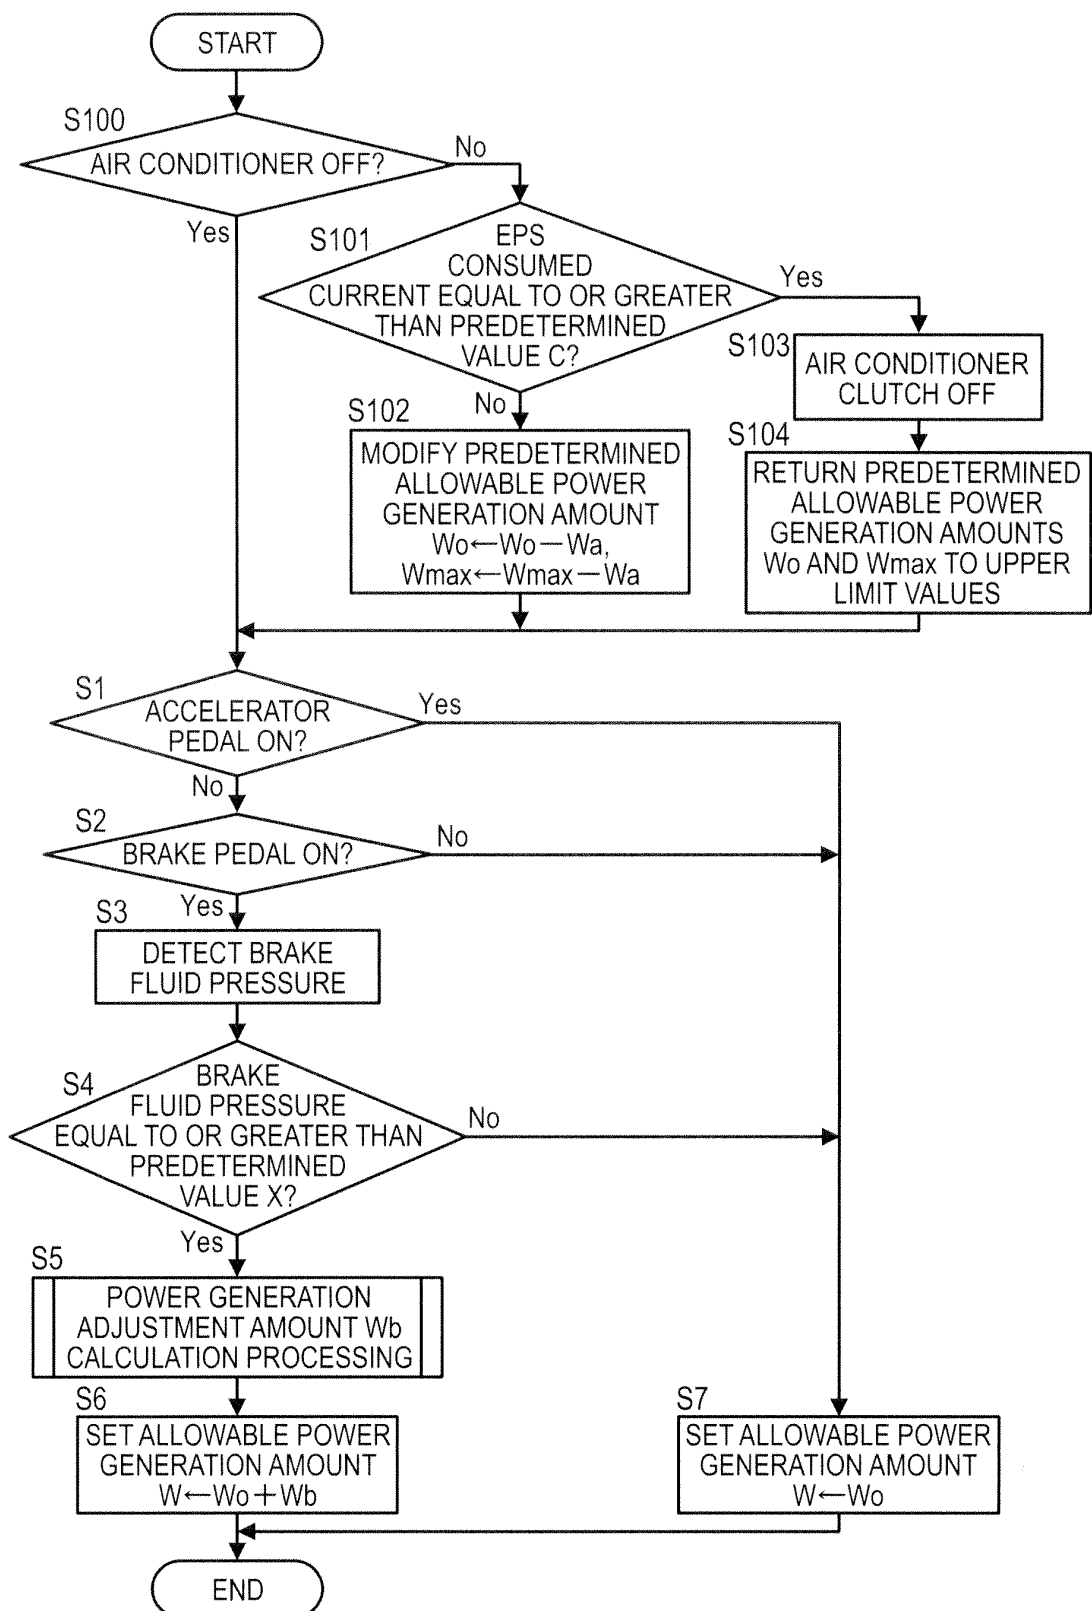 START
S100
AIR CONDITIONER OFF?
No
Yes
S101
EPS
CONSUMED
CURRENT EQUAL TO OR GREATER
THAN PREDETERMINED
VALUE C?
Yes
No
S103
AIR CONDITIONER
CLUTCH OFF
S102
MODIFY PREDETERMINED
ALLOWABLE POWER
GENERATION AMOUNT
Wo←Wo－Wa,
Wmax←Wmax－Wa
S104
RETURN PREDETERMINED
ALLOWABLE POWER
GENERATION AMOUNTS
Wo AND Wmax TO UPPER
LIMIT VALUES
S1
ACCELERATOR
PEDAL ON?
Yes
No
S2
BRAKE PEDAL ON?
No
Yes
S3
DETECT BRAKE
FLUID PRESSURE
S4
BRAKE
FLUID PRESSURE
EQUAL TO OR GREATER THAN
PREDETERMINED
VALUE X?
No
Yes
S5
POWER GENERATION
ADJUSTMENT AMOUNT Wb
CALCULATION PROCESSING
S6
SET ALLOWABLE POWER
GENERATION AMOUNT
W←Wo＋Wb
S7
SET ALLOWABLE POWER
GENERATION AMOUNT
W←Wo
END